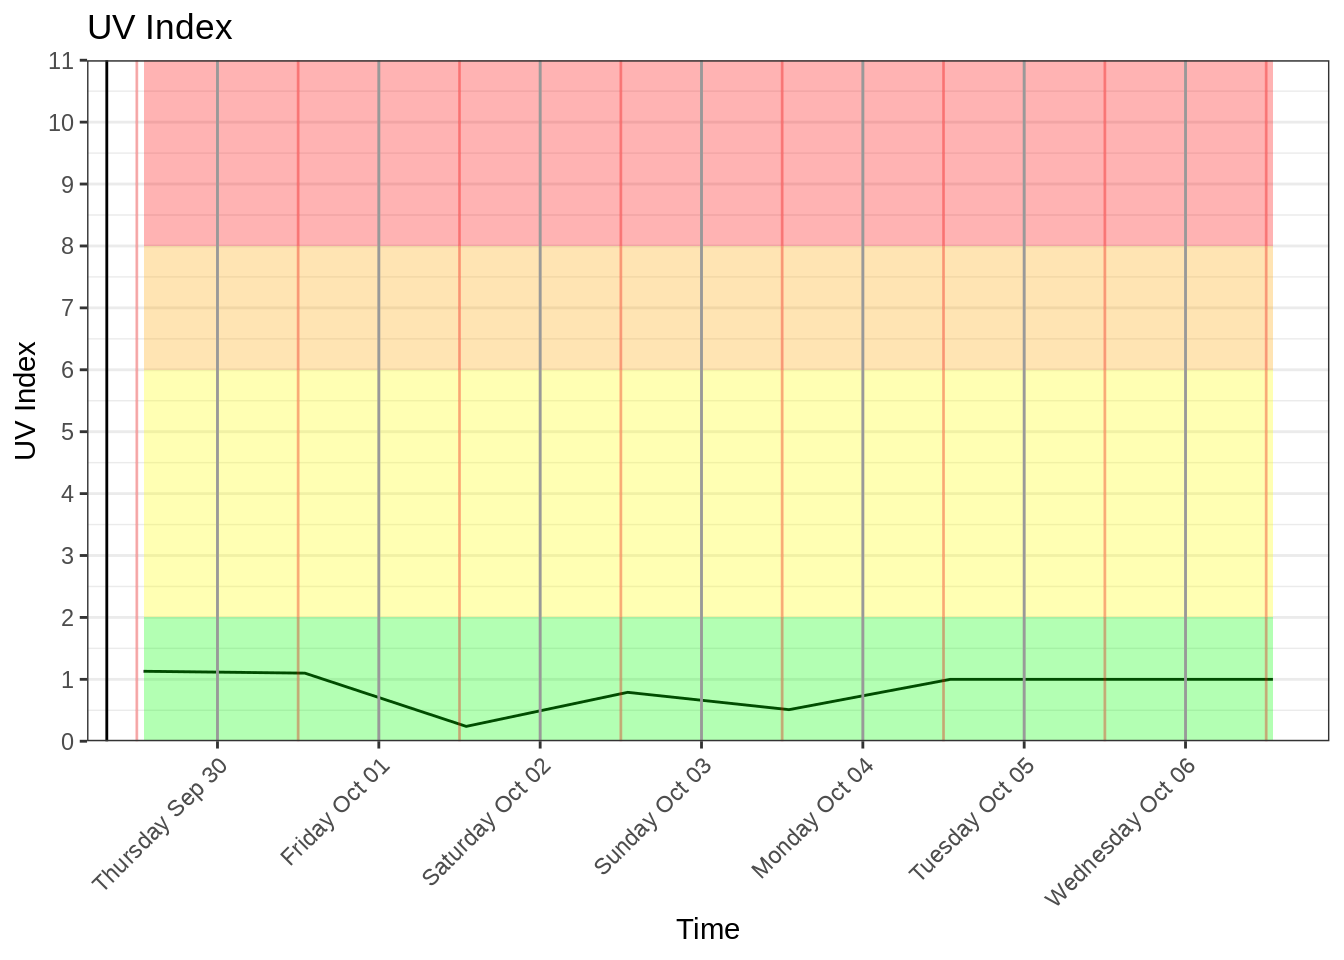 UV Index
11
10
9
8
7
6
5
4
3
2
1
0
UV Index
Thursday Sep 30
Friday Oct 01
Saturday Oct 02
Sunday Oct 03
Monday Oct 04
Tuesday Oct 05
Wednesday Oct 06
Time